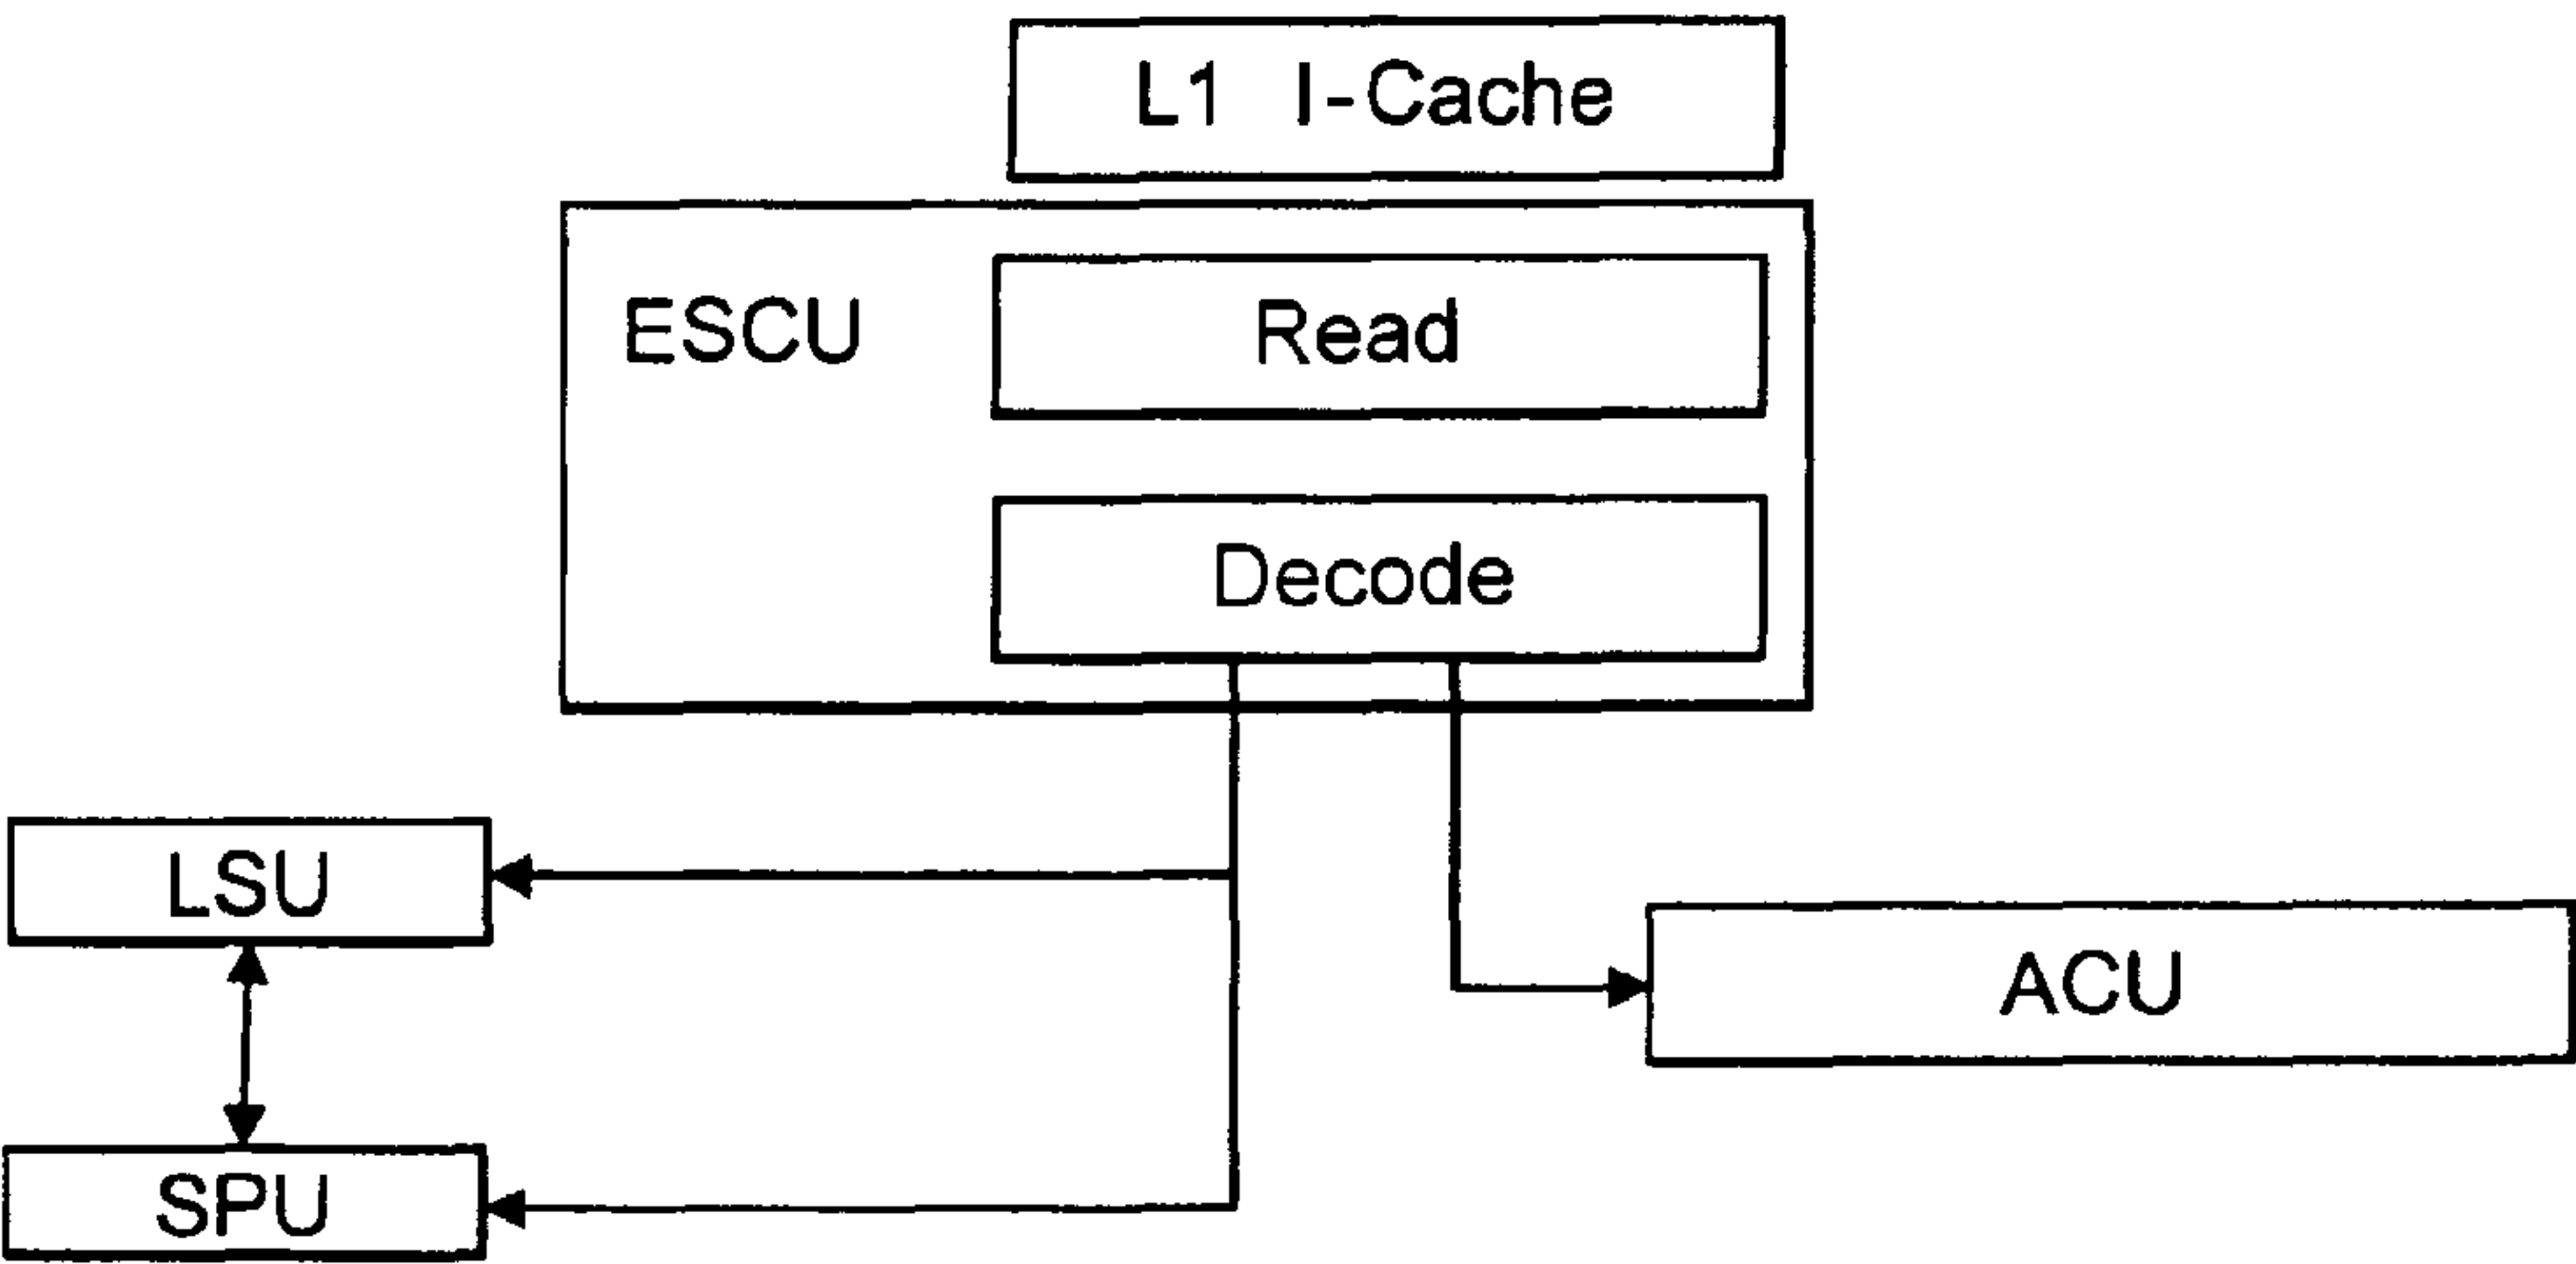 L1 I-Cache
ESCU
Read
Decode
LSU
ACU
SPU